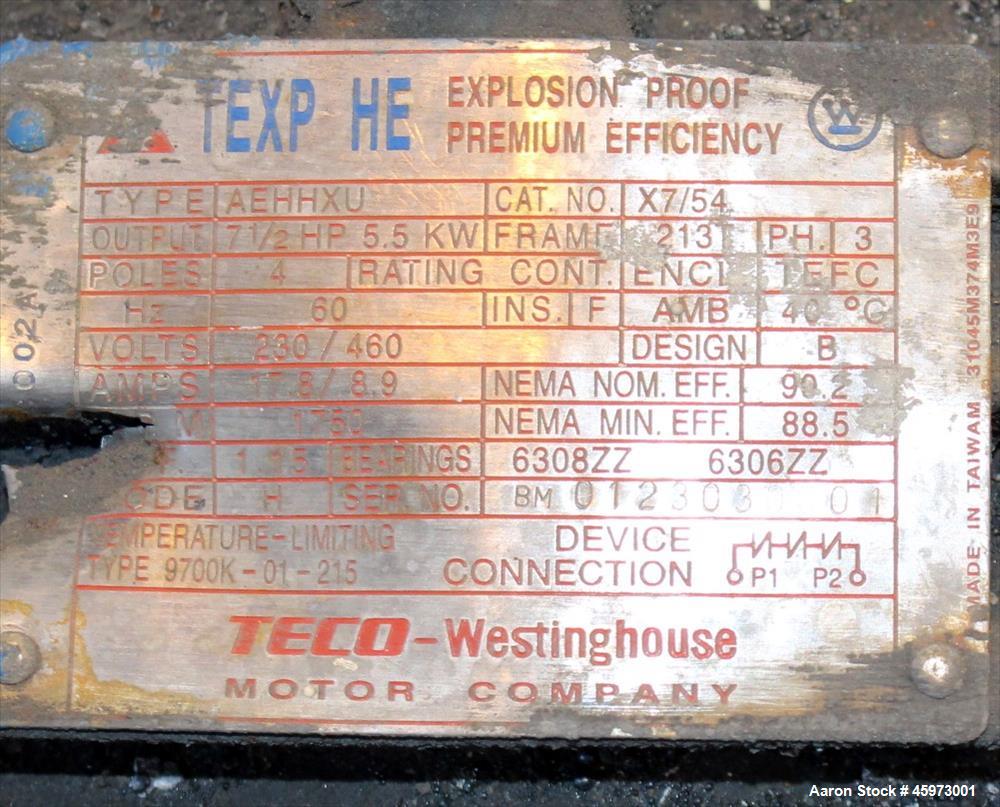 TEXP HE EXPLOSION PROOF
PREMIUM EFFICIENCY
W
TYPE AEHHXU CAT. NO. X7/54
OUTPUT 7 1/2 HP 5.5 KW FRAME 213T PH. 3
POLES 4 RATING CONT. ENCL TEFC
Hz 60 INS. F AMB 40 °C
VOLTS 230/460 DESIGN B
AMPS 17.8/8.9 NEMA NOM. EFF. 90.2
1750 NEMA MIN. EFF. 88.5
1.15 BEARINGS 6308ZZ 6306ZZ
CODE H SER. NO. BM 01
TEMPERATURE-LIMITING DEVICE
TYPE 9700K-01-215 CONNECTION P1 P2
TECO-Westinghouse
MOTOR COMPANY
MADE IN TAIWAM 31045M374M3E9
002A
Aaron Stock # 45973001